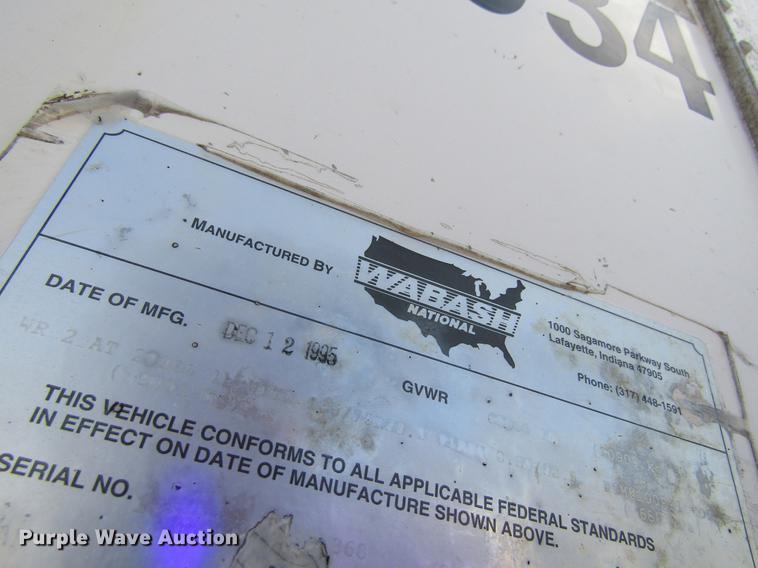 34
MANUFACTURED BY
WABASH
NATIONAL
1000 Sagamore Parkway South
Lafayette, Indiana 47905
Phone: (317) 448-1591
DATE OF MFG. DEC 12 1995
GVWR
THIS VEHICLE CONFORMS TO ALL APPLICABLE FEDERAL STANDARDS
IN EFFECT ON DATE OF MANUFACTURE SHOWN ABOVE.
SERIAL NO.
368
Purple Wave Auction